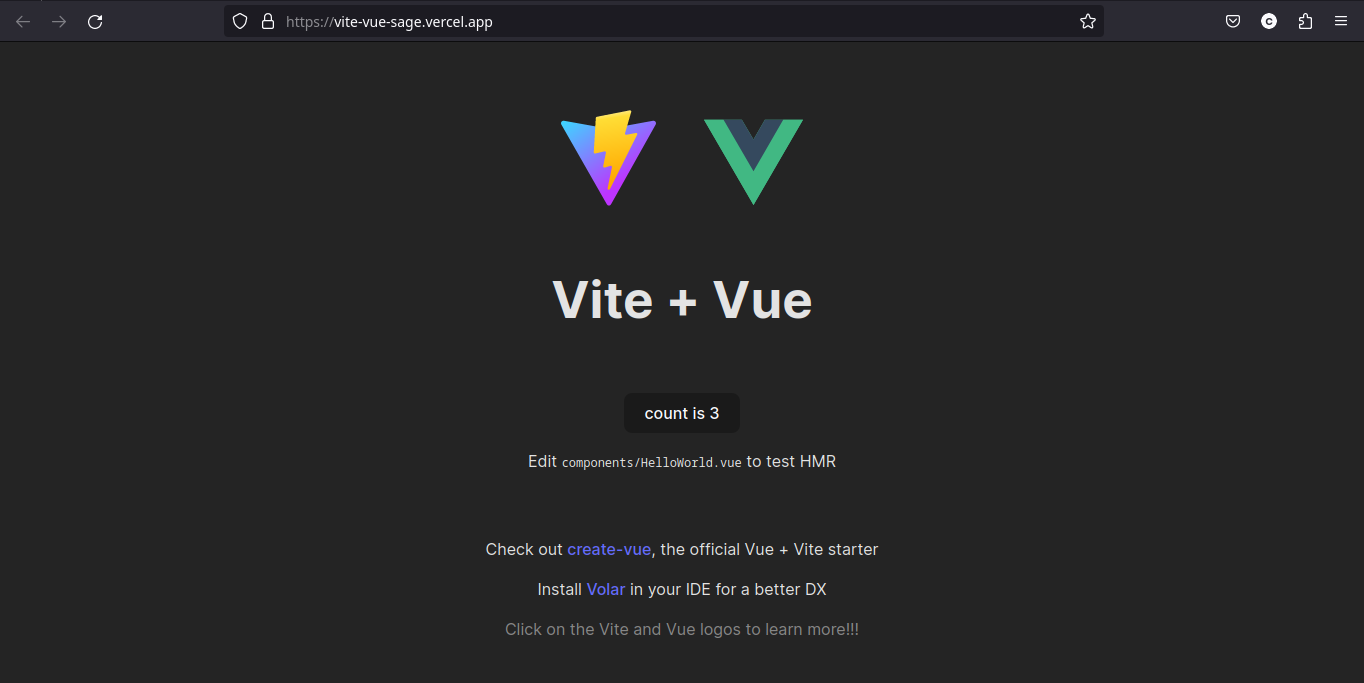 https://vite-vue-sage.vercel.app
C
Vite + Vue
count is 3
Edit components/HelloWorld.vue to test HMR
Check out create-vue, the official Vue + Vite starter
Install Volar in your IDE for a better DX
Click on the Vite and Vue logos to learn more!!!